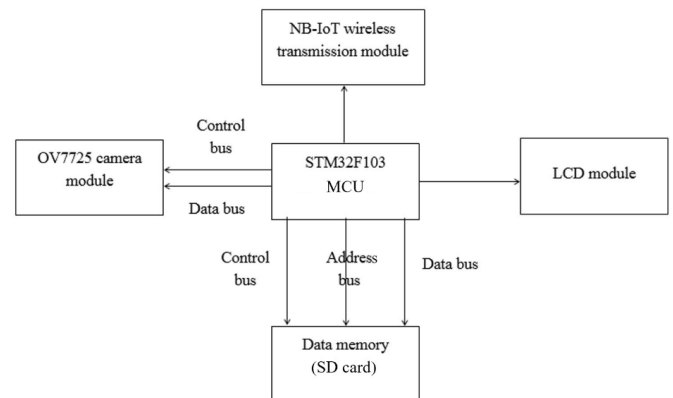 NB-IoT wireless
transmission module
Control
bus
OV7725 camera
module
STM32F103
MCU
LCD module
Data bus
Control
bus
Address
bus
Data bus
Data memory
(SD card)